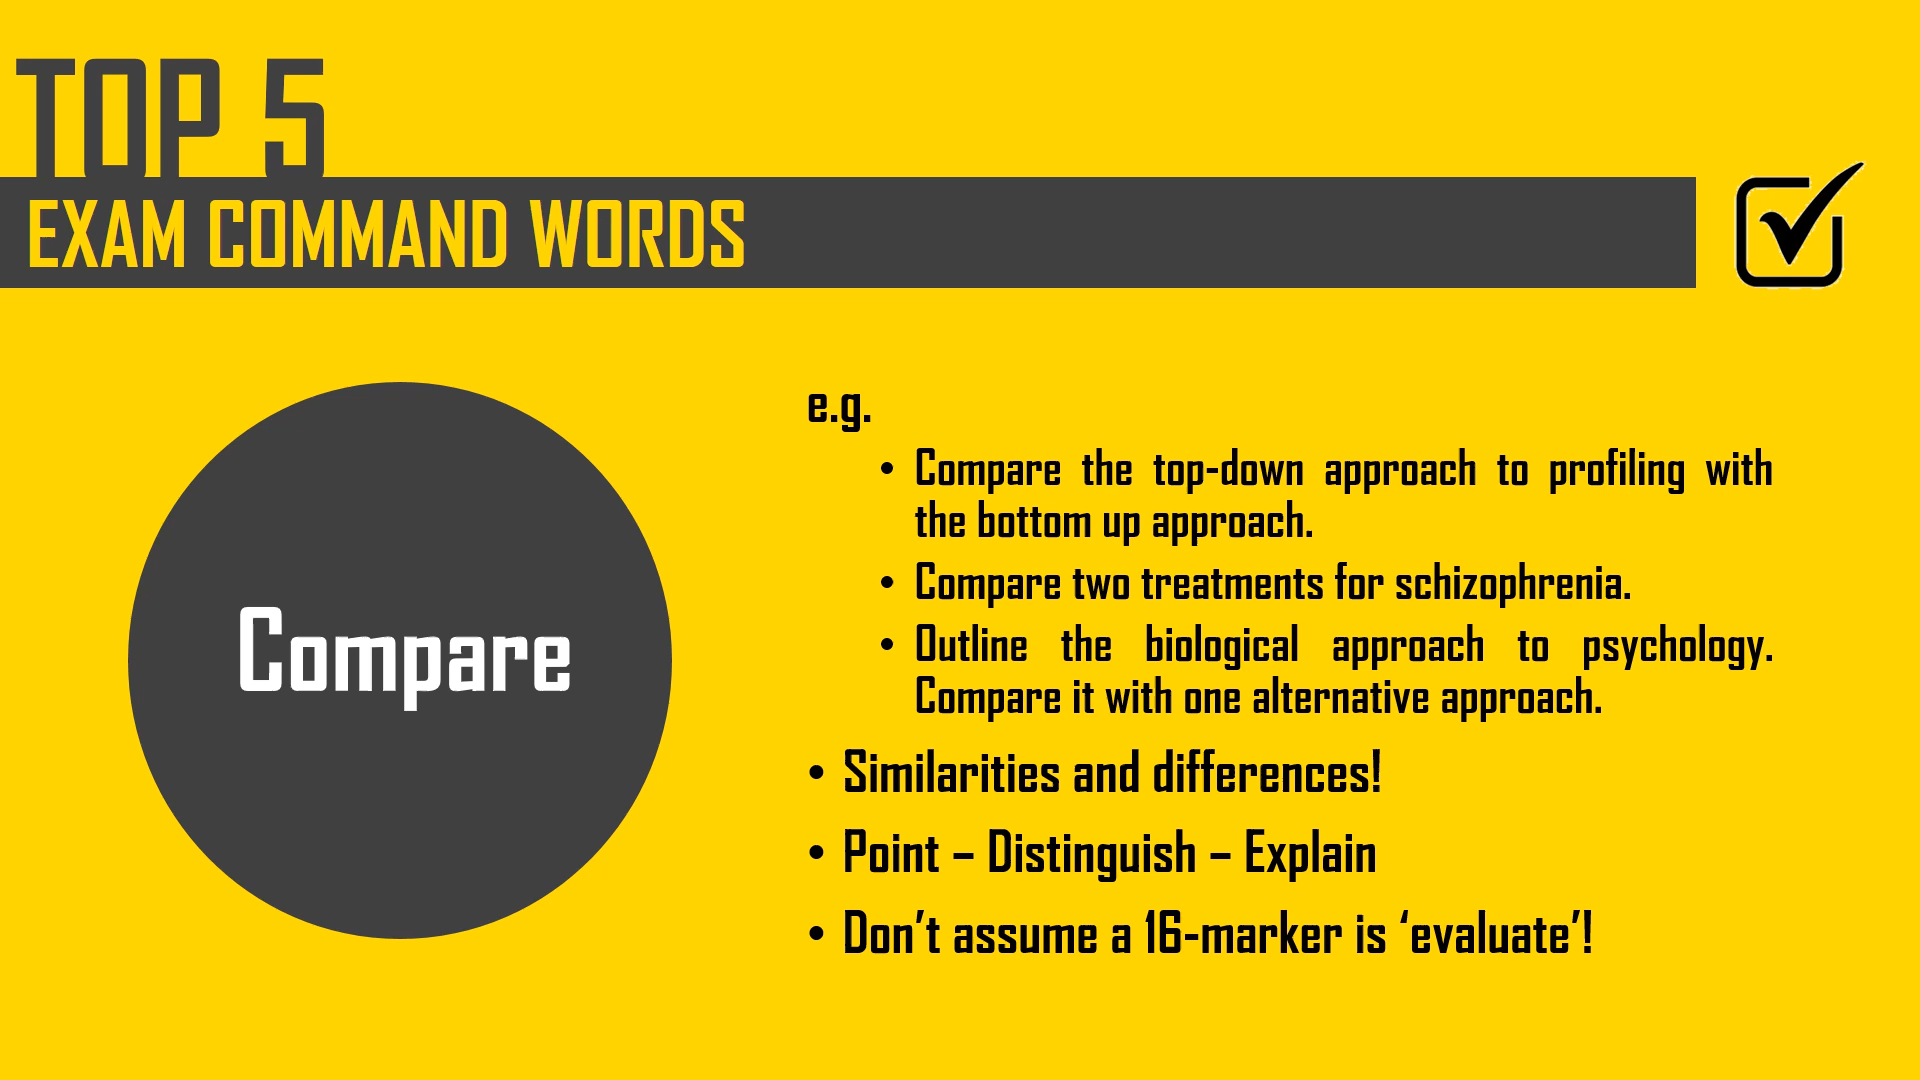 TOP 5
EXAM COMMAND WORDS
Compare
e.g.
• Compare the top-down approach to profiling with
the bottom up approach.
• Compare two treatments for schizophrenia.
• Outline the biological approach to psychology.
Compare it with one alternative approach.
• Similarities and differences!
• Point – Distinguish – Explain
• Don’t assume a 16-marker is ‘evaluate’!